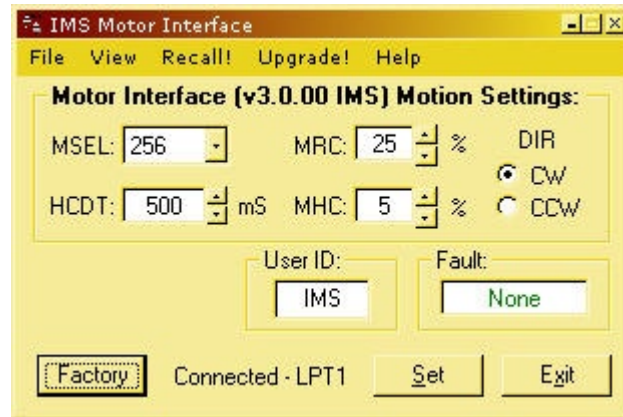 IMS Motor Interface
File View Recall! Upgrade! Help
Motor Interface (v3.0.00 IMS) Motion Settings:
MSEL: 256 MRC: 25 % DIR
CW
HCDT: 500 mS MHC: 5 % CCW
User ID: Fault:
IMS None
Factory Connected - LPT1 Set Exit